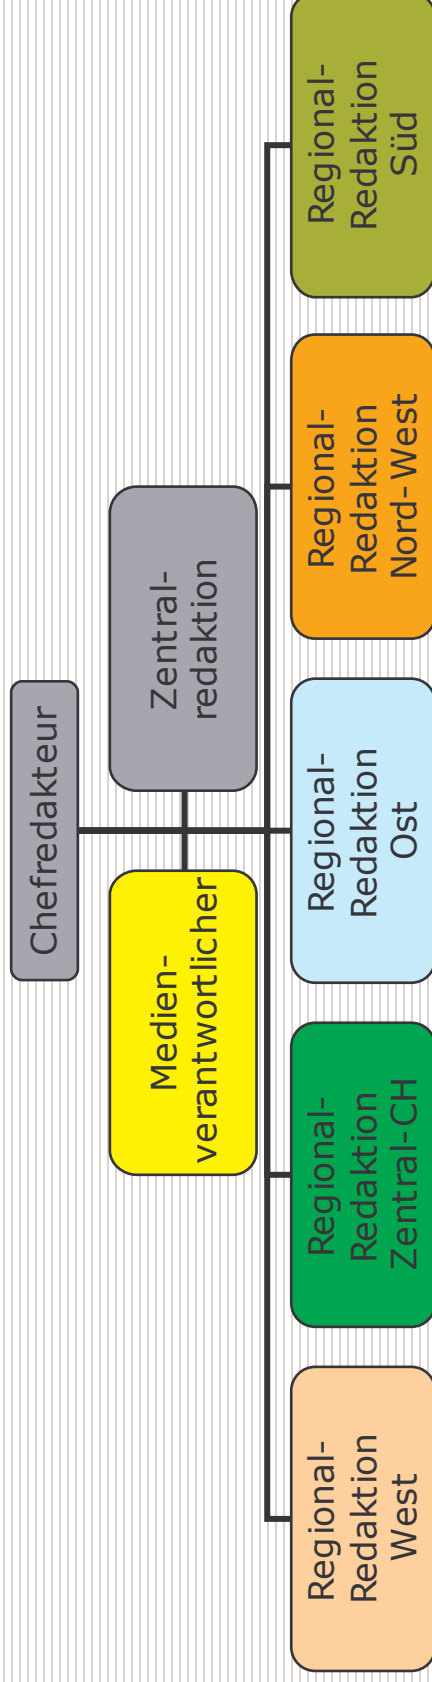 Chefredakteur
Medien-
verantwortlicher
Zentral-
redaktion
Regional-
Redaktion
West
Regional-
Redaktion
Zentral-CH
Regional-
Redaktion
Ost
Regional-
Redaktion
Nord-West
Regional-
Redaktion
Süd